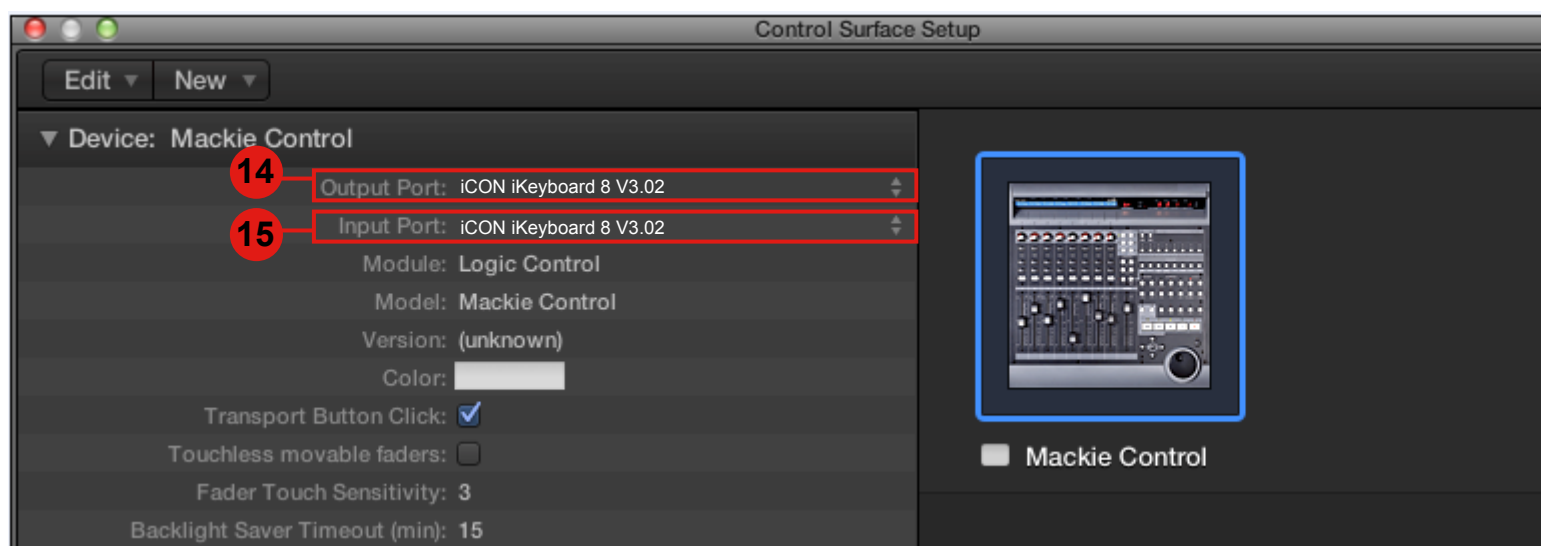 Control Surface Setup
Edit New
Device: Mackie Control
14 Output Port: iCON iKeyboard 8 V3.02
15 Input Port: iCON iKeyboard 8 V3.02
Module: Logic Control
Model: Mackie Control
Version: (unknown)
Color:
Transport Button Click:
Touchless movable faders:
Fader Touch Sensitivity: 3
Backlight Saver Timeout (min): 15
Mackie Control